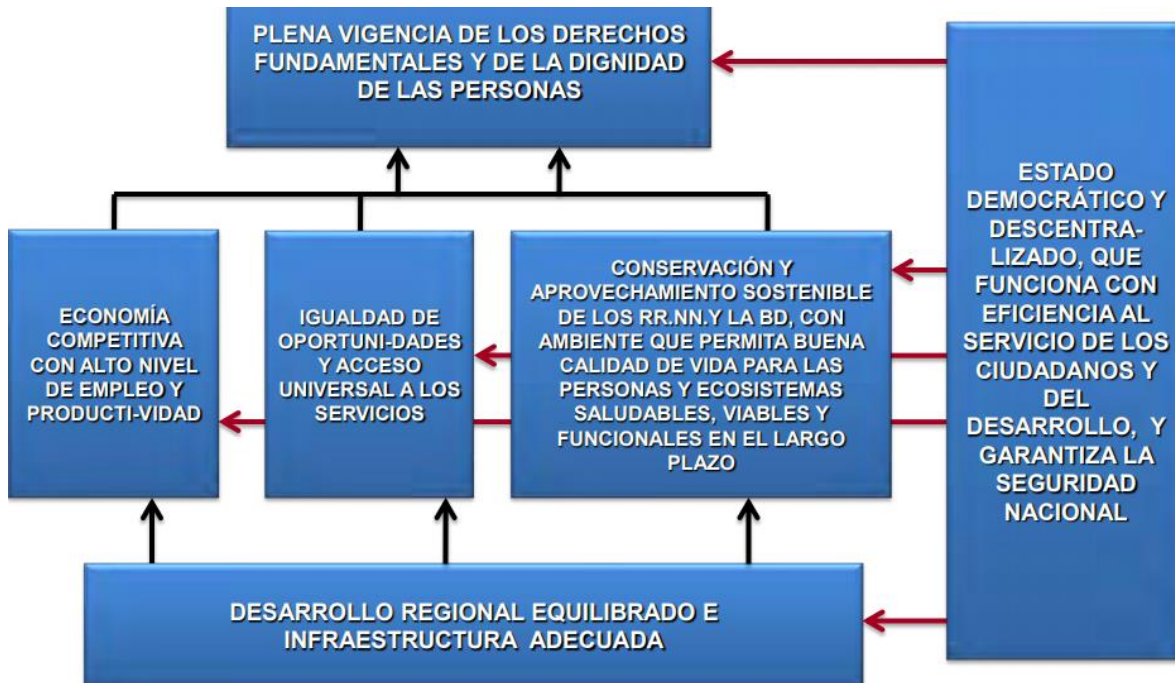 PLENA VIGENCIA DE LOS DERECHOS
FUNDAMENTALES Y DE LA DIGNIDAD
DE LAS PERSONAS
ECONOMÍA
COMPETITIVA
CON ALTO NIVEL
DE EMPLEO Y
PRODUCTI-VIDAD
IGUALDAD DE
OPORTUNI-DADES
Y ACCESO
UNIVERSAL A LOS
SERVICIOS
CONSERVACIÓN Y
APROVECHAMIENTO SOSTENIBLE
DE LOS RR.NN.Y LA BD, CON
AMBIENTE QUE PERMITA BUENA
CALIDAD DE VIDA PARA LAS
PERSONAS Y ECOSISTEMAS
SALUDABLES, VIABLES Y
FUNCIONALES EN EL LARGO
PLAZO
ESTADO
DEMOCRÁTICO Y
DESCENTRA-
LIZADO, QUE
FUNCIONA CON
EFICIENCIA AL
SERVICIO DE LOS
CIUDADANOS Y
DEL
DESARROLLO, Y
GARANTIZA LA
SEGURIDAD
NACIONAL
DESARROLLO REGIONAL EQUILIBRADO E
INFRAESTRUCTURA ADECUADA